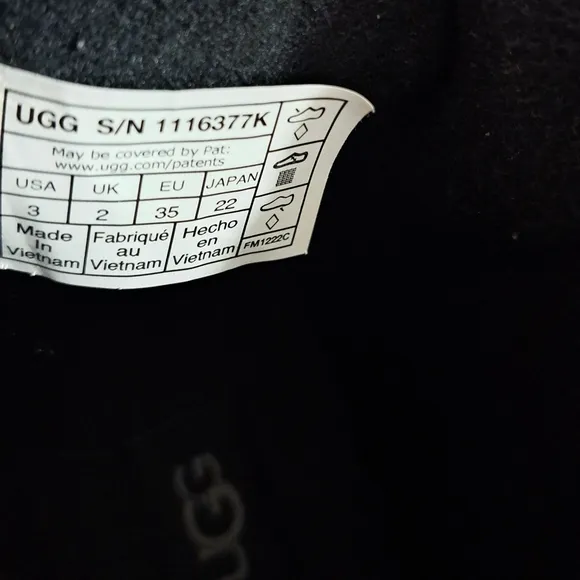 UGG S/N 1116377K
May be covered by Pat:
www.ugg.com/patents
USA UK EU JAPAN
3 2 35 22
Made In Vietnam
Fabriqué au Vietnam
Hecho en Vietnam
FM1222C
UGG